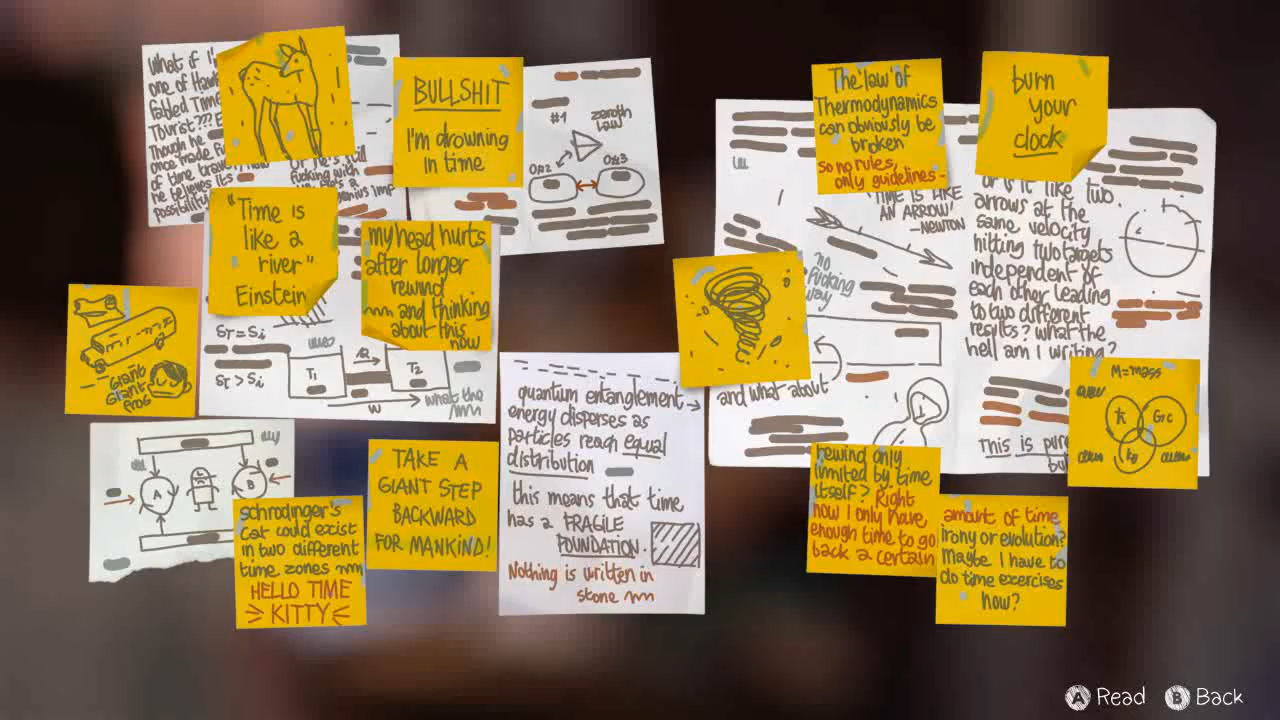 What if I'
one of Haw
fabled Time
Tourist???
Though he
once trade
of time trav
he believes its
possibility
still
fucking with
BULLSHIT
I'm drowning
in time
#1
zeroth
law
O#2
O#3
"Time is
like a
river"
Einstein
my head hurts
after longer
rewind
and thinking
about this
now
ST=Si
ST>Si
T1
T2
W
what the
GIANT
GIANT
frog
A
B
schrodinger's
cat could exist
in two different
time zones
HELLO TIME
KITTY
TAKE A
GIANT STEP
BACKWARD
FOR MANKIND!
quantum entanglement
energy disperses as
particles reach equal
distribution
this means that time
has a FRAGILE
FOUNDATION.
Nothing is written in
stone
The 'law' of
Thermodynamics
can obviously be
broken
so no rules,
only guidelines-
burn
your
clock
"TIME IS LIKE
AN ARROW!
-NEWTON
no
fucking
way
and what about
or is it like two
arrows at the
same velocity
hitting two targets
independent of
each other leading
to two different
results? what the
hell am I writing?
This is pur
bul
M=mass
ħ
G/c
rewind only
limited by time
itself? Right
now I only have
enough time to go
back a certain
amount of time
irony or evolution?
Maybe I have to
do time exercises
now?
A Read B Back